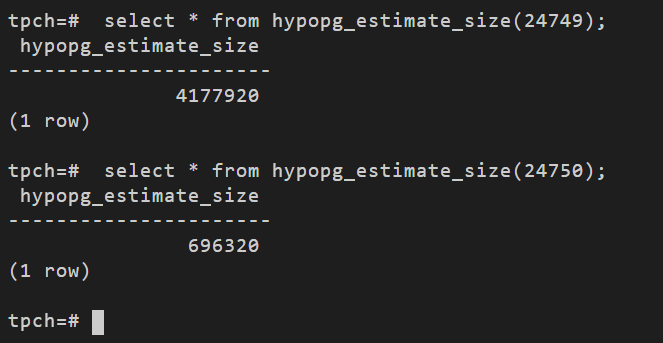 tpch=#  select * from hypopg_estimate_size(24749);
 hypopg_estimate_size
----------------------
              4177920
(1 row)

tpch=#  select * from hypopg_estimate_size(24750);
 hypopg_estimate_size
----------------------
               696320
(1 row)

tpch=#